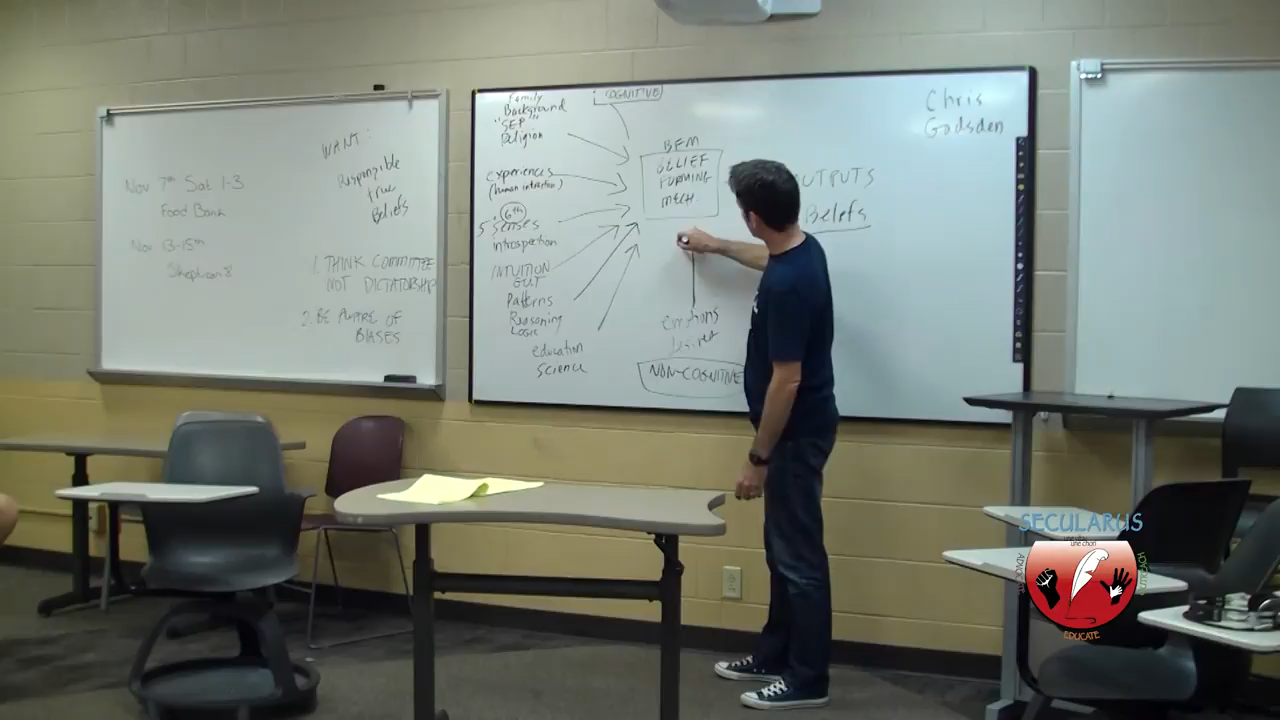 Nov 7th Sat 1-3
Food Bank
Nov 13-15th
Skepticon 8
WANT:
Responsible
true
Beliefs
1. THINK COMMITTEE
NOT DICTATORSHIP
2. BE AWARE OF
BIASES
Family
Background
"SEP"
Religion
experiences
(human interaction)
6th
5 senses
introspection
INTUITION
GUT
Patterns
Reasoning
Logic
education
science
COGNITIVE
BFM
BELIEF
FORMING
MECH.
emotions
desires
NON-COGNITIVE
OUTPUTS
Beliefs
Chris
Gadsden
SECULARUS
ADVOCATE
OUTREACH
EDUCATE